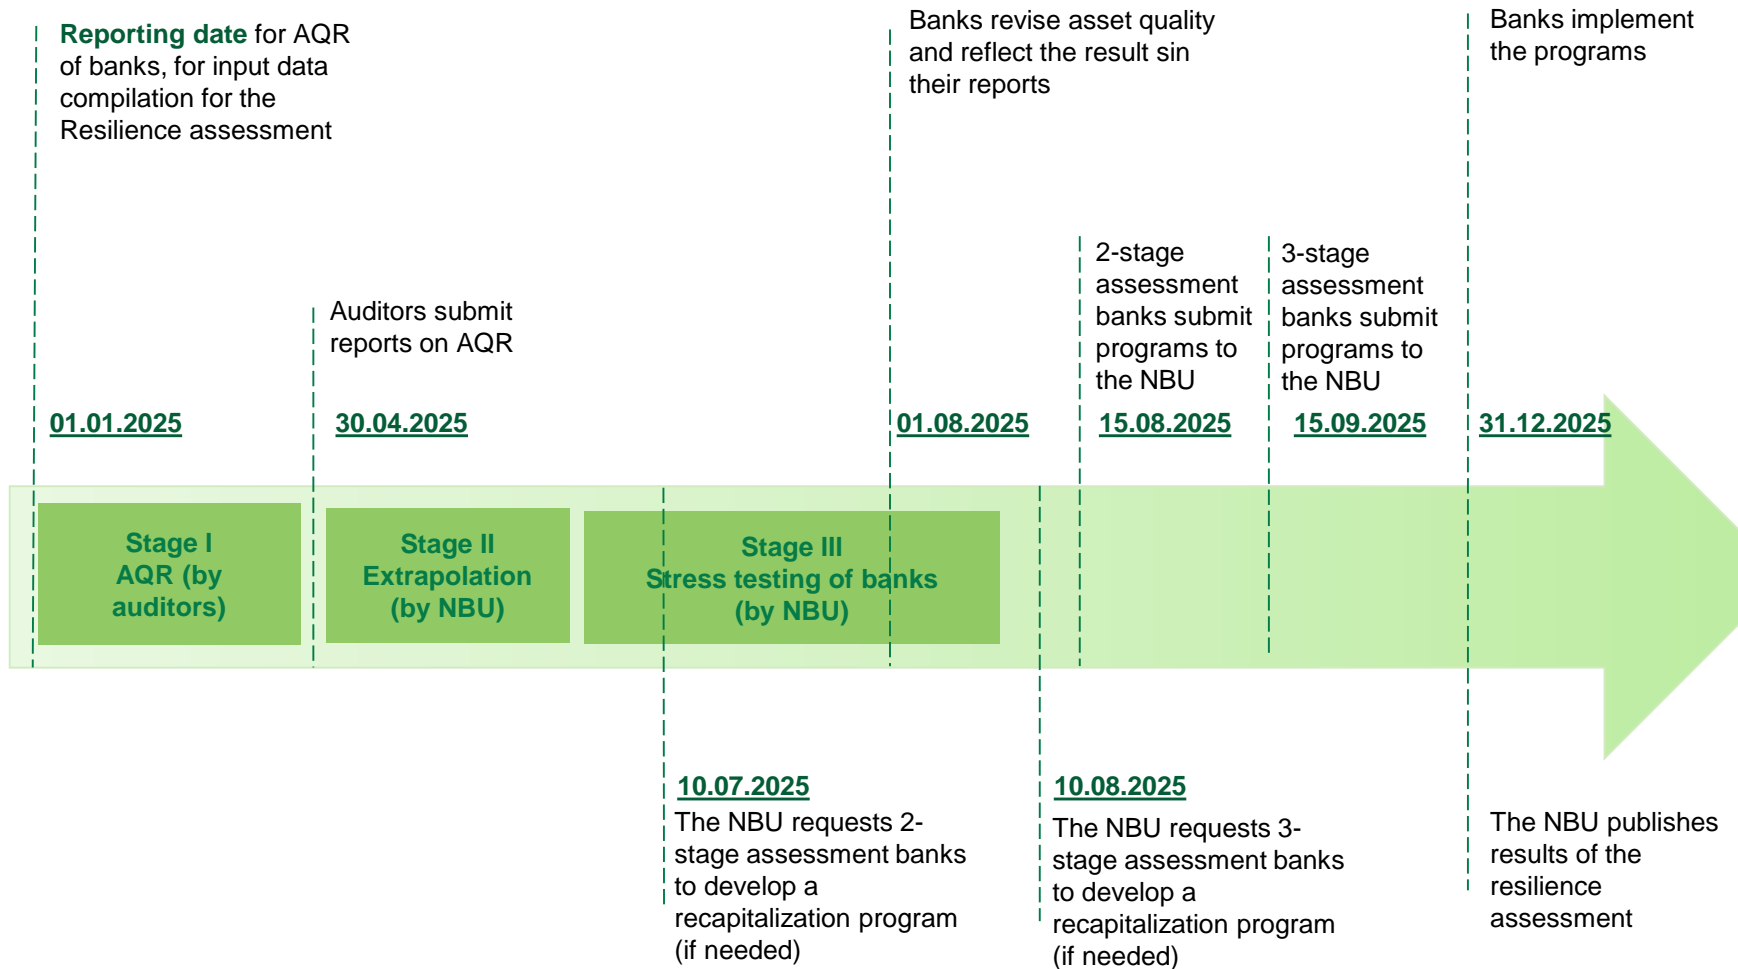 Reporting date for AQR
of banks, for input data
compilation for the
Resilience assessment
Banks revise asset quality
and reflect the result sin
their reports
Banks implement
the programs
Auditors submit
reports on AQR
2-stage
assessment
banks submit
programs to
the NBU
3-stage
assessment
banks submit
programs to
the NBU
01.01.2025
30.04.2025
01.08.2025
15.08.2025
15.09.2025
31.12.2025
Stage I
AQR (by
auditors)
Stage II
Extrapolation
(by NBU)
Stage III
Stress testing of banks
(by NBU)
10.07.2025
The NBU requests 2-
stage assessment banks
to develop a
recapitalization program
(if needed)
10.08.2025
The NBU requests 3-
stage assessment banks
to develop a
recapitalization program
(if needed)
The NBU publishes
results of the
resilience
assessment